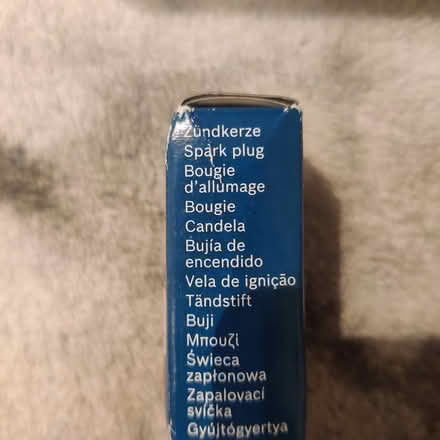 Zündkerze
Spark plug
Bougie
d'allumage
Bougie
Candela
Bujía de
encendido
Vela de ignição
Tändstift
Buji
Μπουζί
Świeca
zapłonowa
Zapalovací
svíčka
Gyújtógyertya